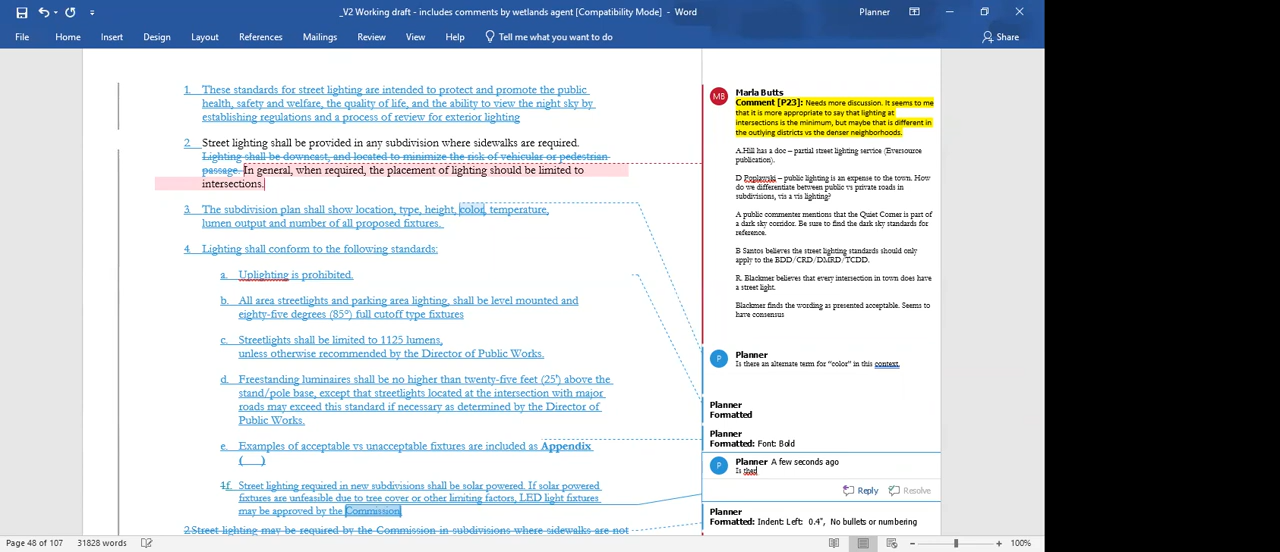 _V2 Working draft - includes comments by wetlands agent [Compatibility Mode] - Word
Planner
File Home Insert Design Layout References Mailings Review View Help Tell me what you want to do
Share
1. These standards for street lighting are intended to protect and promote the public
health, safety and welfare, the quality of life, and the ability to view the night sky by
establishing regulations and a process of review for exterior lighting
2. Street lighting shall be provided in any subdivision where sidewalks are required.
Lighting shall be downcast, and located to minimize the risk of vehicular or pedestrian
passage. In general, when required, the placement of lighting should be limited to
intersections.
3. The subdivision plan shall show location, type, height, color, temperature,
lumen output and number of all proposed fixtures.
4. Lighting shall conform to the following standards:
a. Uplighting is prohibited.
b. All area streetlights and parking area lighting, shall be level mounted and
eighty-five degrees (85°) full cutoff type fixtures
c. Streetlights shall be limited to 1125 lumens,
unless otherwise recommended by the Director of Public Works.
d. Freestanding luminaires shall be no higher than twenty-five feet (25') above the
stand/pole base, except that streetlights located at the intersection with major
roads may exceed this standard if necessary as determined by the Director of
Public Works.
e. Examples of acceptable vs unacceptable fixtures are included as Appendix
( )
1f. Street lighting required in new subdivisions shall be solar powered. If solar powered
fixtures are unfeasible due to tree cover or other limiting factors, LED light fixtures
may be approved by the Commission
2 Street lighting may be required by the Commission in subdivisions where sidewalks are not
MB
Marla Butts
Comment [P23]: Needs more discussion. It seems to me
that it is more appropriate to say that lighting at
intersections is the minimum, but maybe that is different in
the outlying districts vs the denser neighborhoods.
A.Hill has a doc – partial street lighting service (Eversource
publication).
D Poplawski – public lighting is an expense to the town. How
do we differentiate between public vs private roads in
subdivisions, vis a vis lighting?
A public commenter mentions that the Quiet Corner is part of
a dark sky corridor. Be sure to find the dark sky standards for
reference.
B Santos believes the street lighting standards should only
apply to the BDD/CRD/DMRD/TCDD.
R. Blackmer believes that every intersection in town does have
a street light.
Blackmer finds the wording as presented acceptable. Seems to
have consensus
P
Planner
Is there an alternate term for "color" in this context.
Planner
Formatted
Planner
Formatted: Font: Bold
P
Planner A few seconds ago
Is thad
Reply Resolve
Planner
Formatted: Indent: Left: 0.4", No bullets or numbering
Page 48 of 107 31828 words
100%